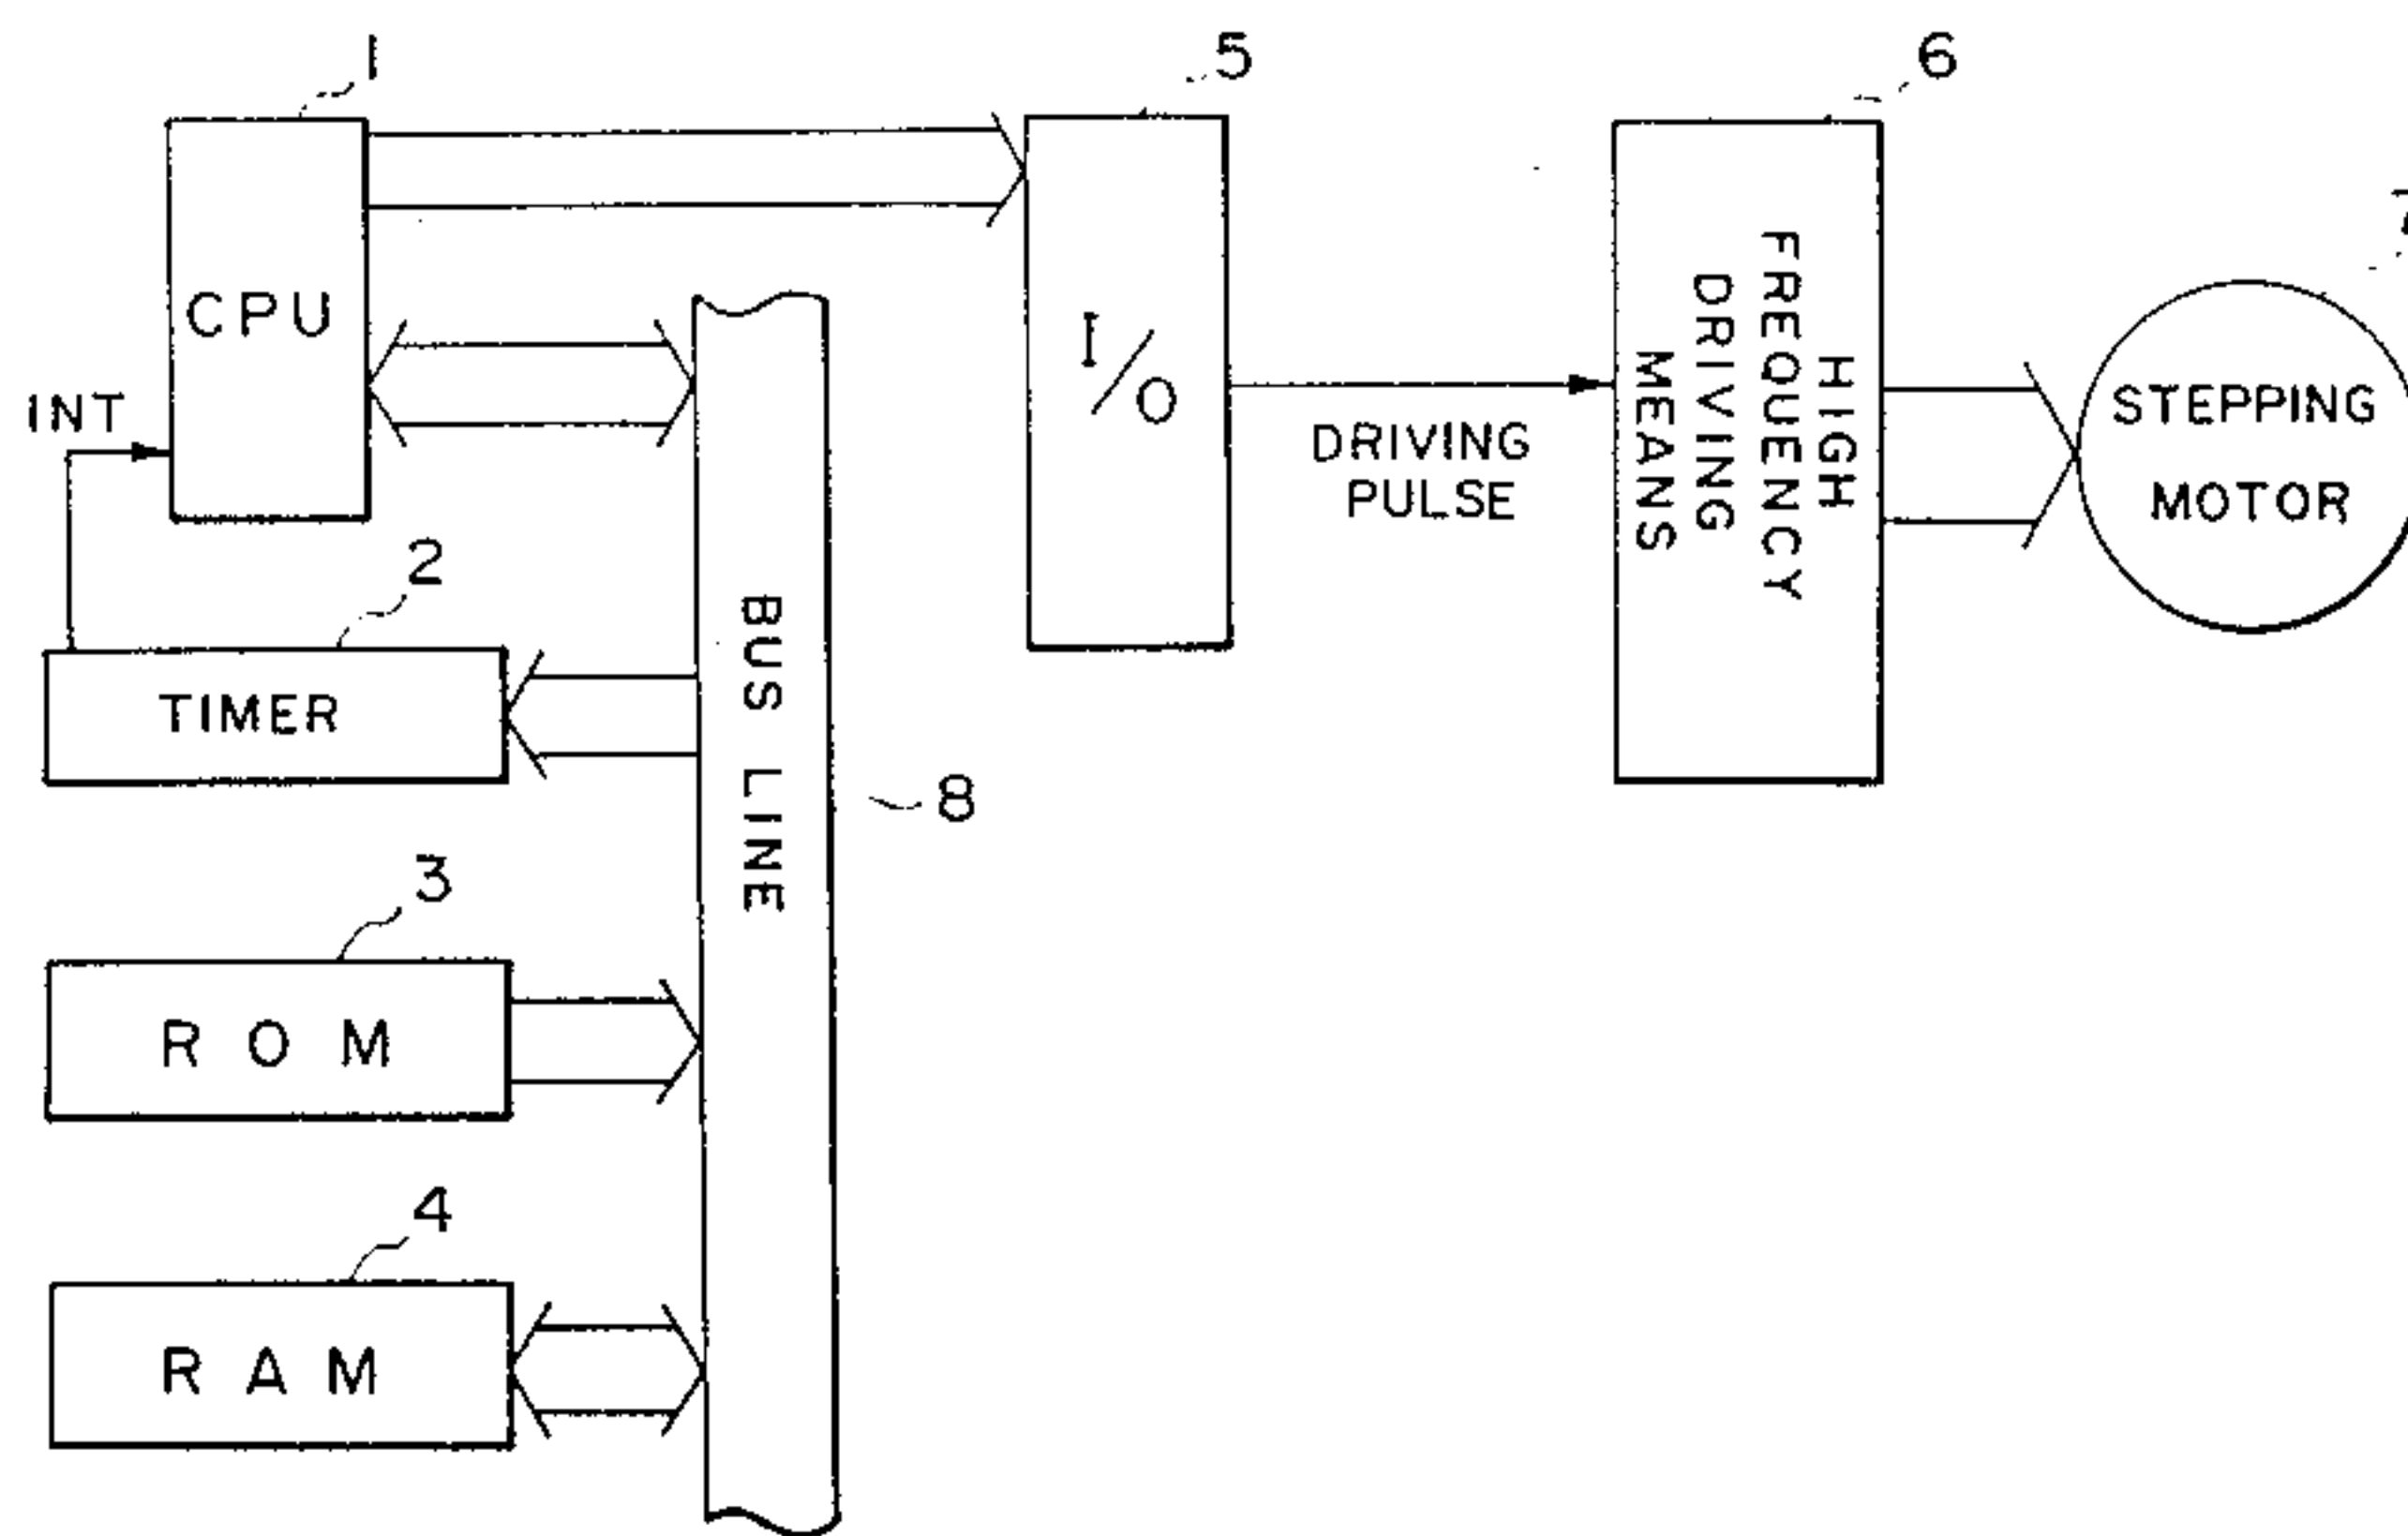 1
5
6
CPU
INT
I/O
DRIVING
PULSE
HIGH
FREQUENCY
DRIVING
MEANS
STEPPING
MOTOR
2
TIMER
BUS LINE
8
3
ROM
4
RAM